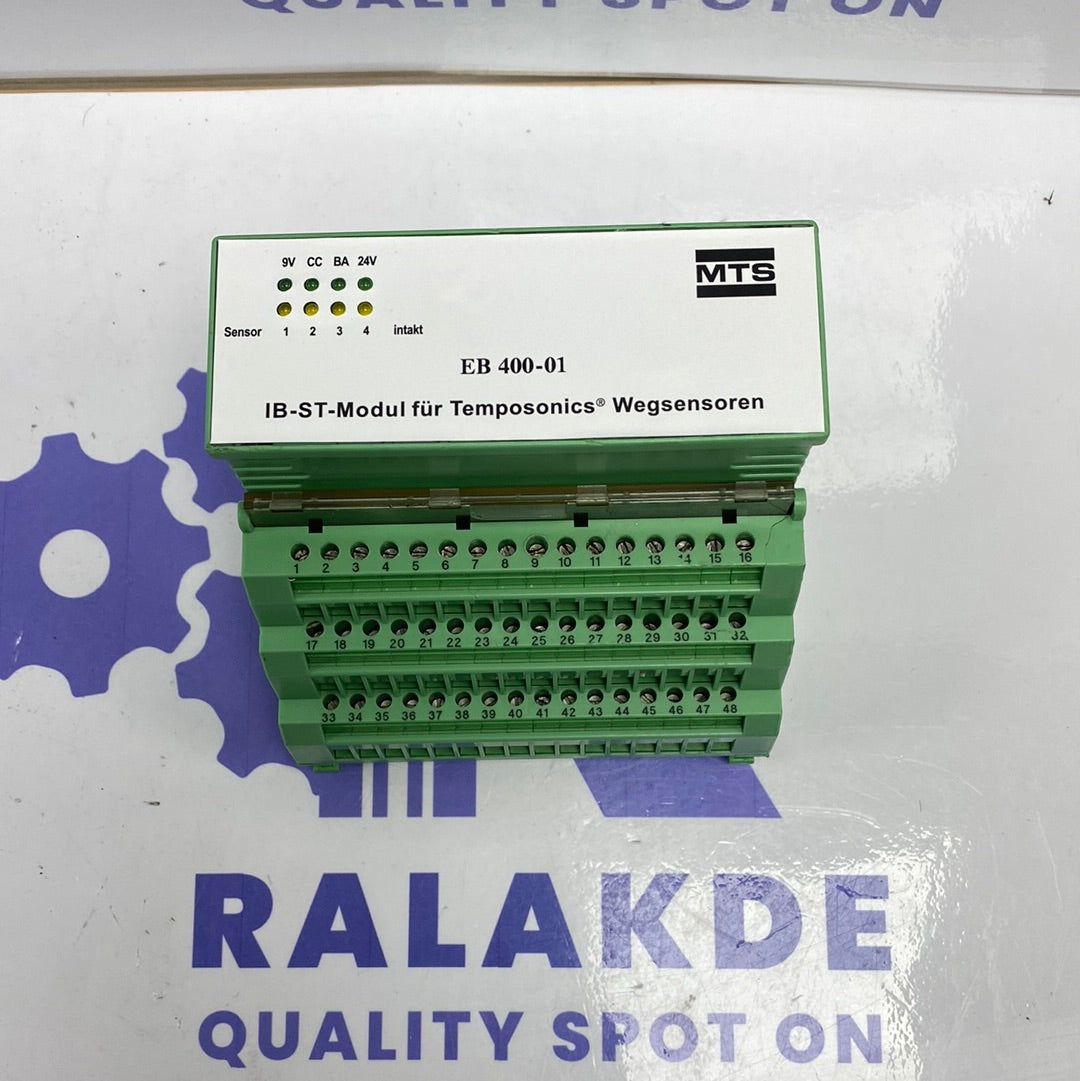 QUALITY SPOT ON
9V CC BA 24V
MTS
Sensor 1 2 3 4 intakt
EB 400-01
IB-ST-Modul für Temposonics® Wegsensoren
1 2 3 4 5 6 7 8 9 10 11 12 13 14 15 16
17 18 19 20 21 22 23 24 25 26 27 28 29 30 31 32
33 34 35 36 37 38 39 40 41 42 43 44 45 46 47 48
RALAKDE
QUALITY SPOT ON